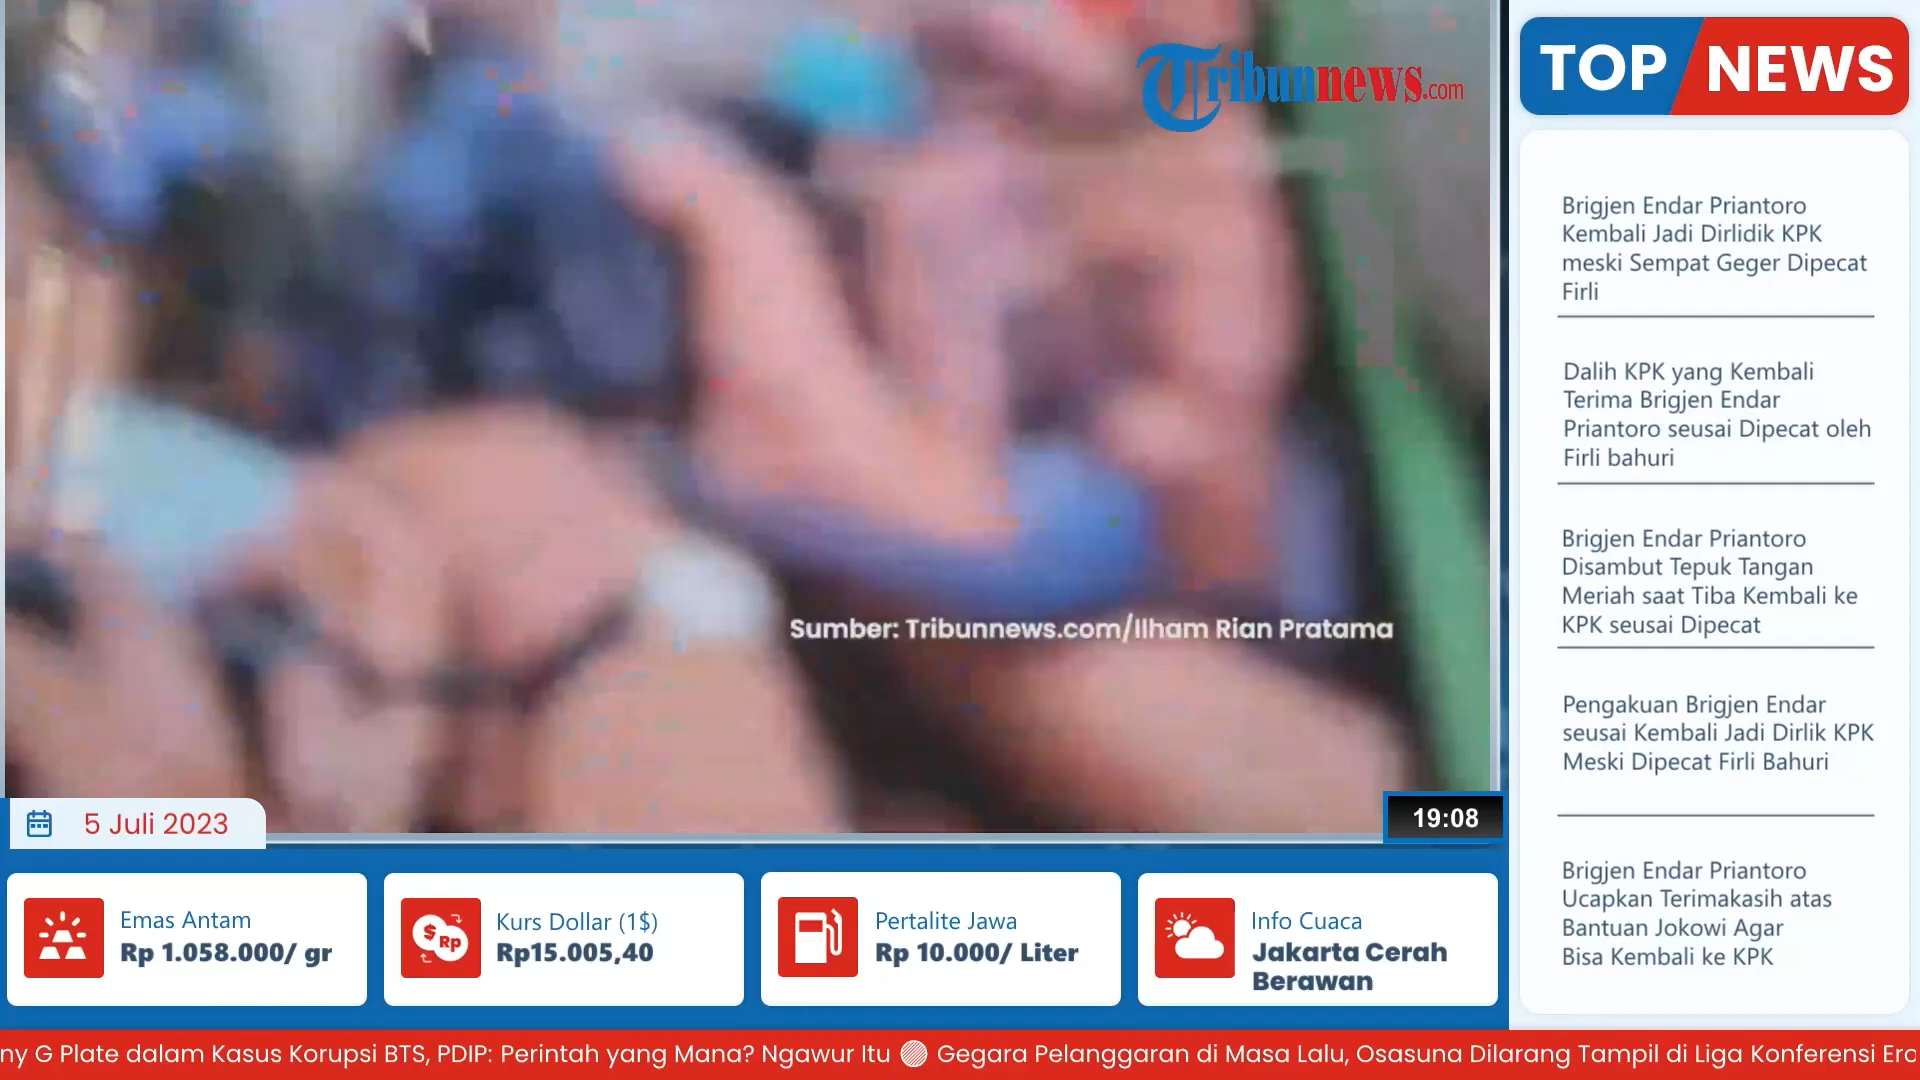 Tribunnews.com
TOP NEWS
Brigjen Endar Priantoro
Kembali Jadi Dirlidik KPK
meski Sempat Geger Dipecat
Firli
Dalih KPK yang Kembali
Terima Brigjen Endar
Priantoro seusai Dipecat oleh
Firli bahuri
Brigjen Endar Priantoro
Disambut Tepuk Tangan
Meriah saat Tiba Kembali ke
KPK seusai Dipecat
Pengakuan Brigjen Endar
seusai Kembali Jadi Dirlik KPK
Meski Dipecat Firli Bahuri
Brigjen Endar Priantoro
Ucapkan Terimakasih atas
Bantuan Jokowi Agar
Bisa Kembali ke KPK
Sumber: Tribunnews.com/Ilham Rian Pratama
5 Juli 2023
19:08
Emas Antam
Rp 1.058.000/ gr
Kurs Dollar (1$)
$ Rp
Rp15.005,40
Pertalite Jawa
Rp 10.000/ Liter
Info Cuaca
Jakarta Cerah
Berawan
ny G Plate dalam Kasus Korupsi BTS, PDIP: Perintah yang Mana? Ngawur Itu Gegara Pelanggaran di Masa Lalu, Osasuna Dilarang Tampil di Liga Konferensi Ero